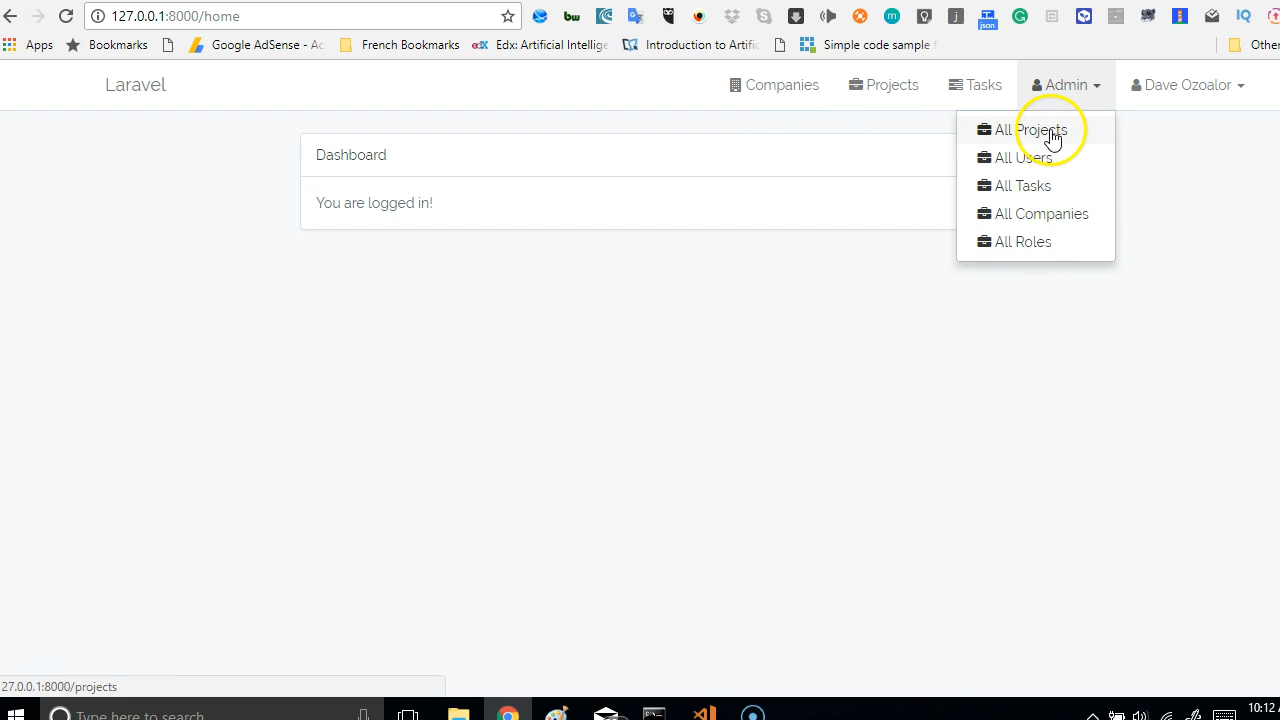 127.0.0.1:8000/home
Apps Bookmarks Google AdSense - Ac French Bookmarks Edx: Artificial Intellige Introduction to Artific Simple code sample Other
Laravel Companies Projects Tasks Admin Dave Ozoalor
All Projects
All Users
All Tasks
All Companies
All Roles
Dashboard
You are logged in!
27.0.0.1:8000/projects
Type here to search
10:12